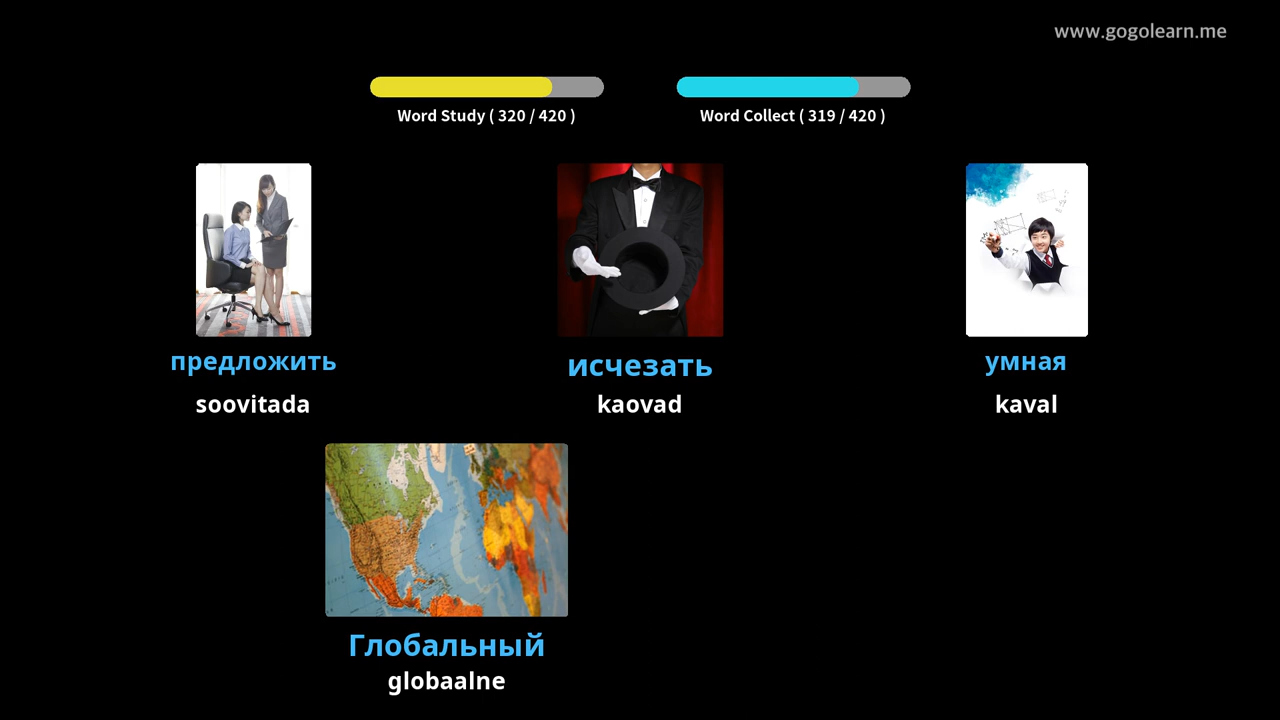 www.gogolearn.me
Word Study ( 320 / 420 )
Word Collect ( 319 / 420 )
предложить
исчезать
умная
soovitada
kaovad
kaval
Глобальный
globaalne